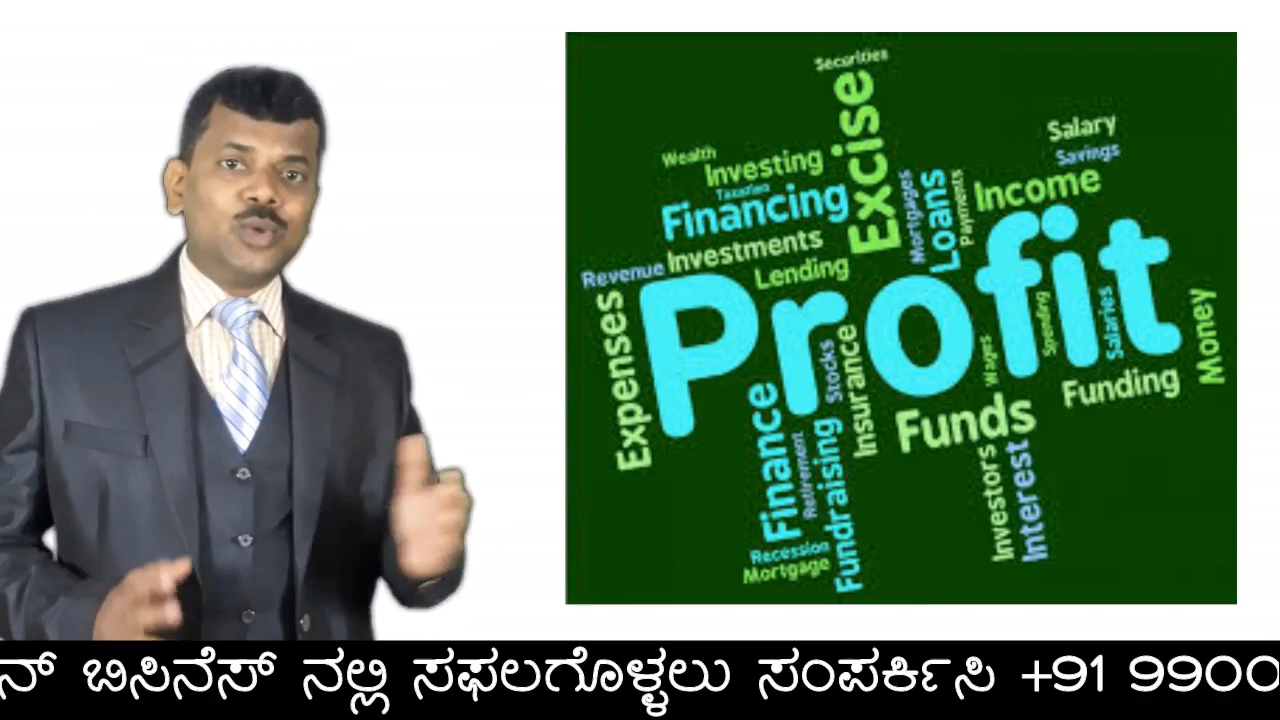 Securities
Excise
Salary
Savings
Wealth
Investing
Taxation
Financing
Mortgages
Loans
Payments
Income
Investments
Revenue
Lending
Profit
Expenses
Stocks
Insurance
Wages
Spending
Salaries
Money
Funding
Funds
Finance
Retirement
Fundraising
Investors
Interest
Recession
Mortgage
ನ್ ಬಿಸಿನೆಸ್ ನಲ್ಲಿ ಸಫಲಗೊಳ್ಳಲು ಸಂಪರ್ಕಿಸಿ +91 9900